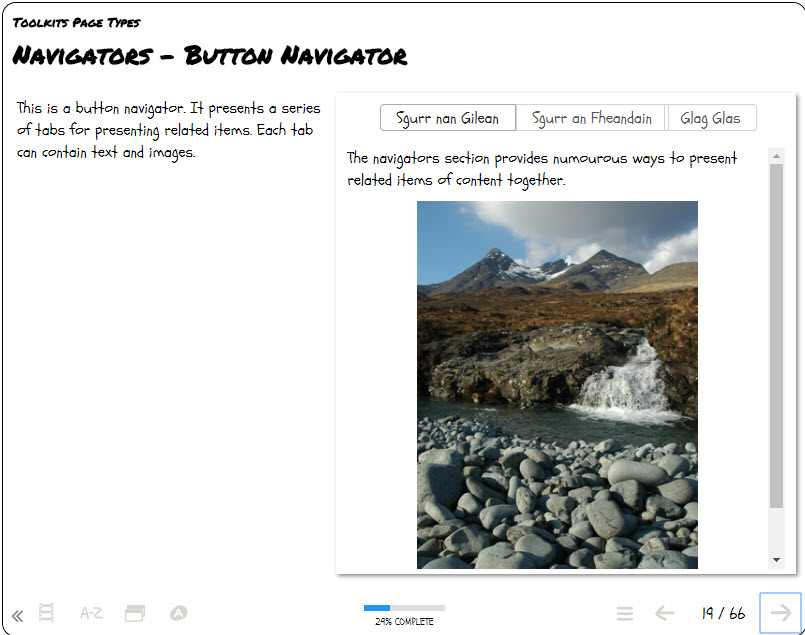 Toolkits Page Types
Navigators - Button Navigator
This is a button navigator. It presents a series
of tabs for presenting related items. Each tab
can contain text and images.
Sgurr nan Gilean
Sgurr an Fheandain
Glag Glas
The navigators section provides numourous ways to present
related items of content together.
A-Z
A
29% COMPLETE
19 / 66